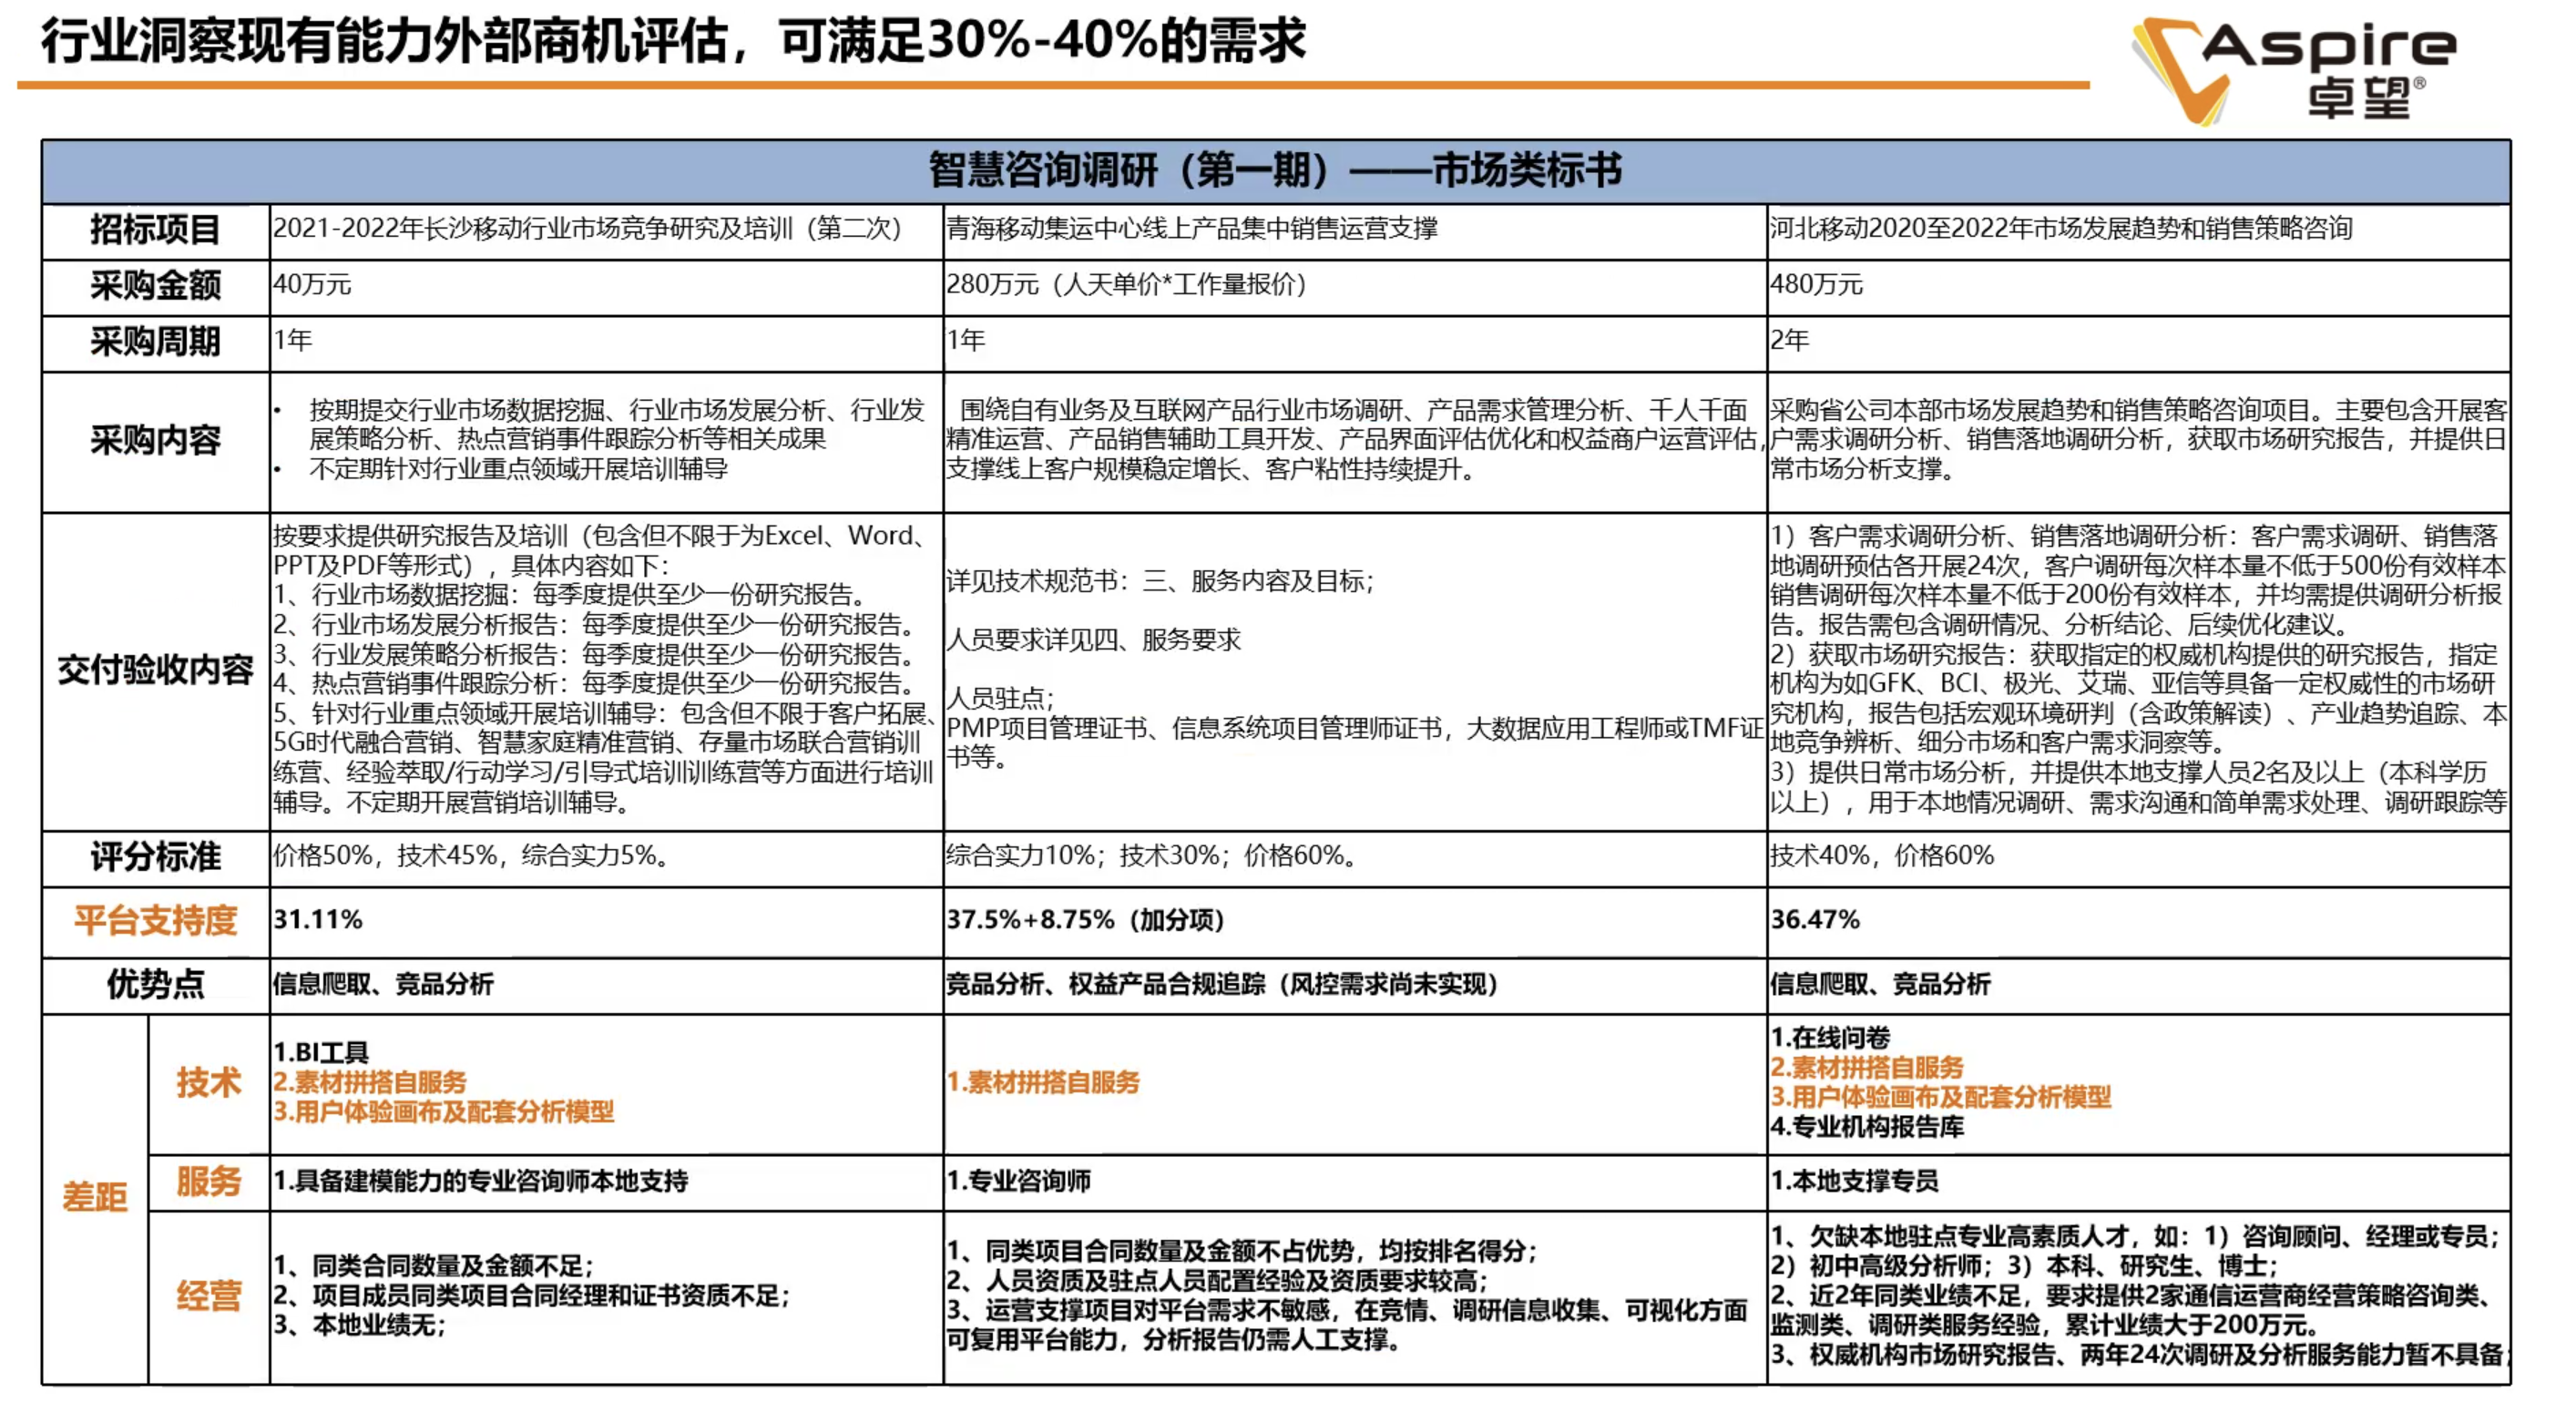 行业洞察现有能力外部商机评估，可满足30%-40%的需求
Aspire
卓望®
智慧咨询调研（第一期）——市场类标书
招标项目
2021-2022年长沙移动行业市场竞争研究及培训（第二次）
青海移动集运中心线上产品集中销售运营支撑
河北移动2020至2022年市场发展趋势和销售策略咨询
采购金额
40万元
280万元（人天单价*工作量报价）
480万元
采购周期
1年
1年
2年
采购内容
• 按期提交行业市场数据挖掘、行业市场发展分析、行业发
展策略分析、热点营销事件跟踪分析等相关成果
• 不定期针对行业重点领域开展培训辅导
围绕自有业务及互联网产品行业市场调研、产品需求管理分析、千人千面
精准运营、产品销售辅助工具开发、产品界面评估优化和权益商户运营评估，
支撑线上客户规模稳定增长、客户粘性持续提升。
采购省公司本部市场发展趋势和销售策略咨询项目。主要包含开展客
户需求调研分析、销售落地调研分析，获取市场研究报告，并提供日
常市场分析支撑。
交付验收内容
按要求提供研究报告及培训（包含但不限于为Excel、Word、
PPT及PDF等形式），具体内容如下：
1、行业市场数据挖掘：每季度提供至少一份研究报告。
2、行业市场发展分析报告：每季度提供至少一份研究报告。
3、行业发展策略分析报告：每季度提供至少一份研究报告。
4、热点营销事件跟踪分析：每季度提供至少一份研究报告。
5、针对行业重点领域开展培训辅导：包含但不限于客户拓展、
5G时代融合营销、智慧家庭精准营销、存量市场联合营销训
练营、经验萃取/行动学习/引导式培训训练营等方面进行培训
辅导。不定期开展营销培训辅导。
详见技术规范书：三、服务内容及目标；
人员要求详见四、服务要求
人员驻点；
PMP项目管理证书、信息系统项目管理师证书，大数据应用工程师或TMF证
书等。
1）客户需求调研分析、销售落地调研分析：客户需求调研、销售落
地调研预估各开展24次，客户调研每次样本量不低于500份有效样本
销售调研每次样本量不低于200份有效样本，并均需提供调研分析报
告。报告需包含调研情况、分析结论、后续优化建议。
2）获取市场研究报告：获取指定的权威机构提供的研究报告，指定
机构为如GFK、BCI、极光、艾瑞、亚信等具备一定权威性的市场研
究机构，报告包括宏观环境研判（含政策解读）、产业趋势追踪、本
地竞争辨析、细分市场和客户需求洞察等。
3）提供日常市场分析，并提供本地支撑人员2名及以上（本科学历
以上），用于本地情况调研、需求沟通和简单需求处理、调研跟踪等
评分标准
价格50%，技术45%，综合实力5%。
综合实力10%；技术30%；价格60%。
技术40%，价格60%
平台支持度
31.11%
37.5%+8.75%（加分项）
36.47%
优势点
信息爬取、竞品分析
竞品分析、权益产品合规追踪（风控需求尚未实现）
信息爬取、竞品分析
差距
技术
1.BI工具
2.素材拼搭自服务
3.用户体验画布及配套分析模型
1.素材拼搭自服务
1.在线问卷
2.素材拼搭自服务
3.用户体验画布及配套分析模型
4.专业机构报告库
服务
1.具备建模能力的专业咨询师本地支持
1.专业咨询师
1.本地支撑专员
经营
1、同类合同数量及金额不足；
2、项目成员同类项目合同经理和证书资质不足；
3、本地业绩无；
1、同类项目合同数量及金额不占优势，均按排名得分；
2、人员资质及驻点人员配置经验及资质要求较高；
3、运营支撑项目对平台需求不敏感，在竞情、调研信息收集、可视化方面
可复用平台能力，分析报告仍需人工支撑。
1、欠缺本地驻点专业高素质人才，如：1）咨询顾问、经理或专员；
2）初中高级分析师；3）本科、研究生、博士；
2、近2年同类业绩不足，要求提供2家通信运营商经营策略咨询类、
监测类、调研类服务经验，累计业绩大于200万元。
3、权威机构市场研究报告、两年24次调研及分析服务能力暂不具备；